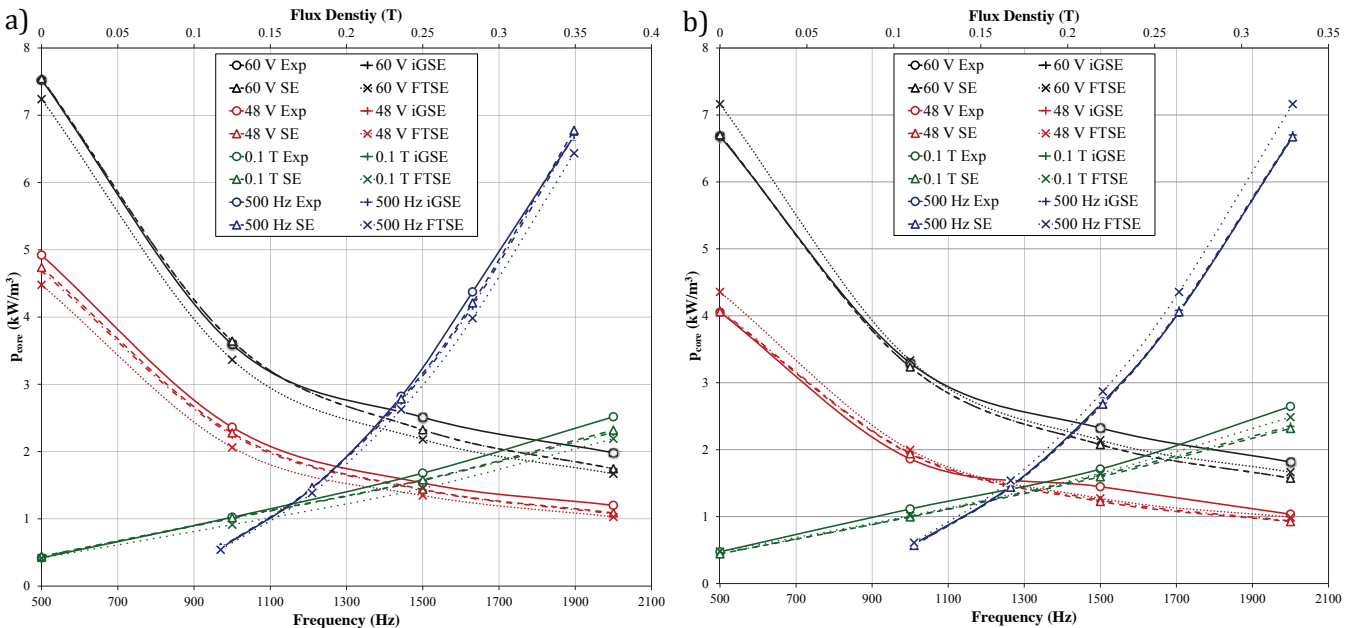 a)
Flux Denstiy (T)
0 0.05 0.1 0.15 0.2 0.25 0.3 0.35 0.4
8
7
6
5
4
3
2
1
0
p_core (kW/m³)
60 V Exp 60 V iGSE
60 V SE 60 V FTSE
48 V Exp 48 V iGSE
48 V SE 48 V FTSE
0.1 T Exp 0.1 T iGSE
0.1 T SE 0.1 T FTSE
500 Hz Exp 500 Hz iGSE
500 Hz SE 500 Hz FTSE
500 700 900 1100 1300 1500 1700 1900 2100
Frequency (Hz)
b)
Flux Denstiy (T)
0 0.05 0.1 0.15 0.2 0.25 0.3 0.35
8
7
6
5
4
3
2
1
0
p_core (kW/m³)
60 V Exp 60 V iGSE
60 V SE 60 V FTSE
48 V Exp 48 V iGSE
48 V SE 48 V FTSE
0.1 T Exp 0.1 T iGSE
0.1 T SE 0.1 T FTSE
500 Hz Exp 500 Hz iGSE
500 Hz SE 500 Hz FTSE
500 700 900 1100 1300 1500 1700 1900 2100
Frequency (Hz)